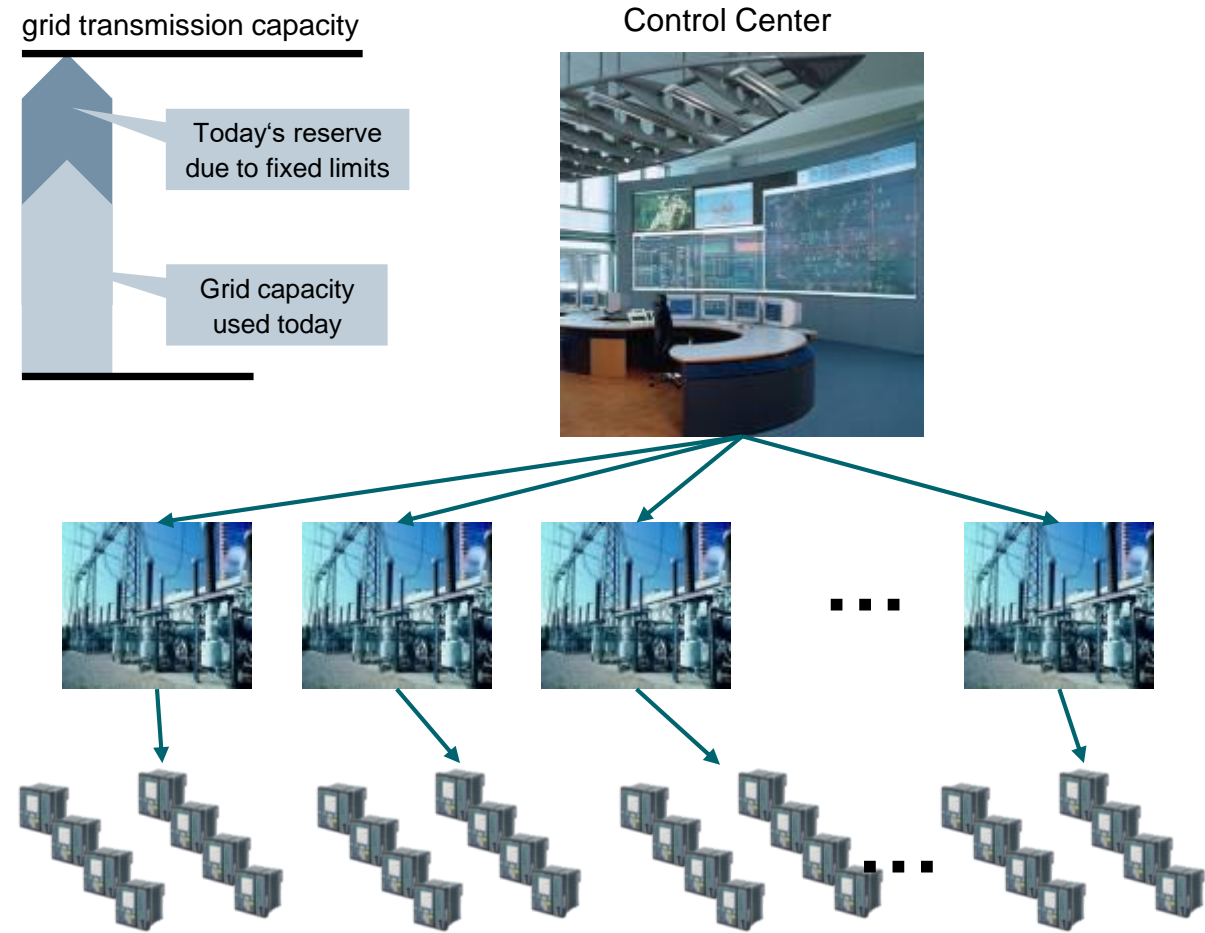 grid transmission capacity
Control Center
Today‘s reserve
due to fixed limits
Grid capacity
used today